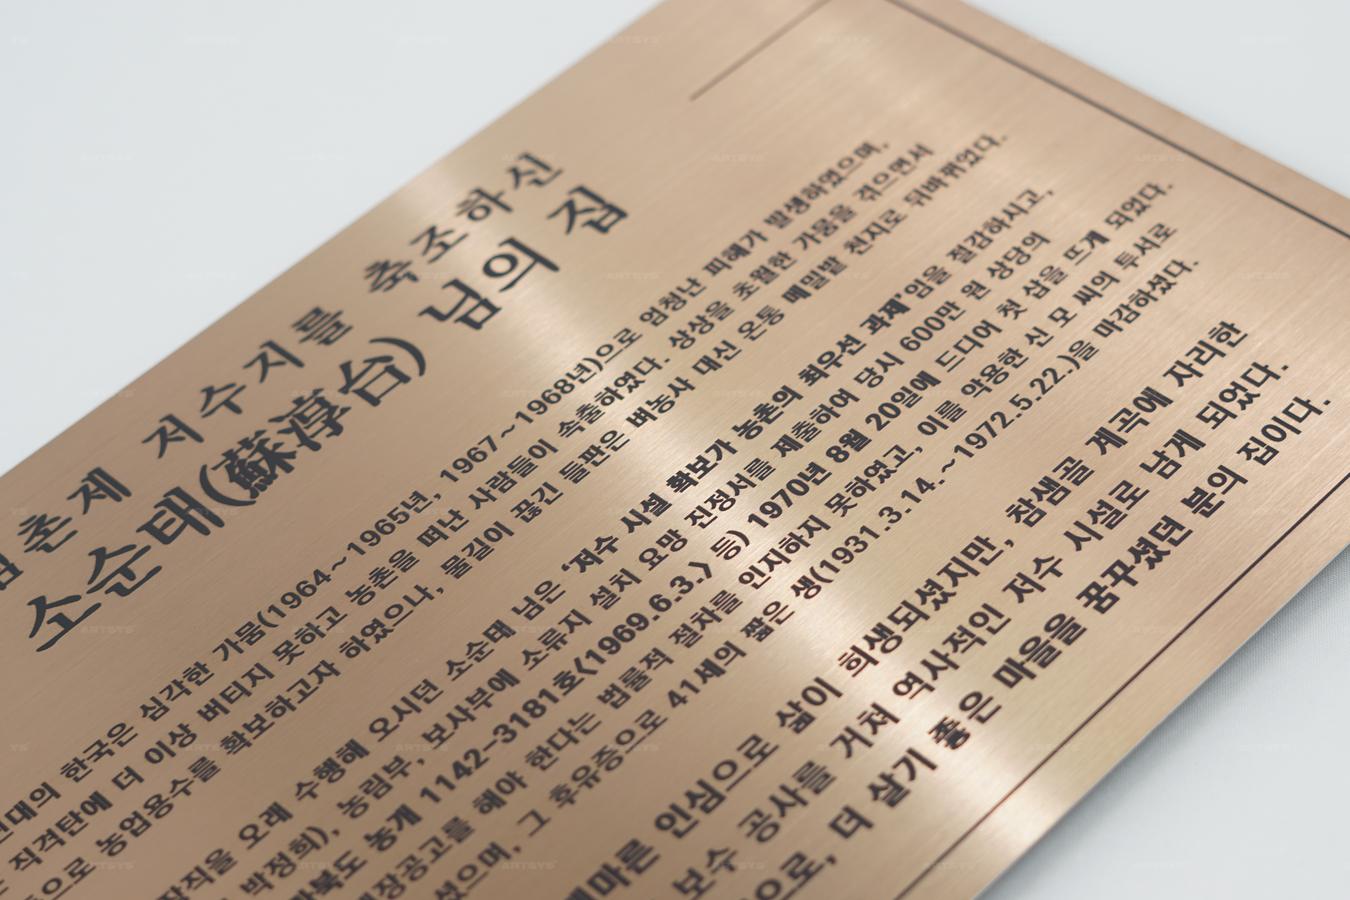 촌제 저수지를 축조하신
소순태(蘇淳台) 님의 집
연대의 한국은 심각한 가뭄(1964~1965년, 1967~1968년)으로 엄청난 피해가 발생하였으며,
직격탄에 더 이상 버티지 못하고 농촌을 떠난 사람들이 속출하였다. 상상을 초월한 가뭄을 겪으면서
으로 농업용수를 확보하고자 하였으나, 물길이 끊긴 들판은 벼농사 대신 온통 메밀밭 천지로 뒤바뀌었다.
장직을 오래 수행해 오시던 소순태 님은 '저수 시설 확보가 농촌의 최우선 과제'임을 절감하시고,
박정희), 농림부, 보사부에 소류지 설치 요망 진정서를 제출하여 당시 600만 원 상당의
북도 농개 1142-3181호〈1969.6.3.〉 등) 1970년 8월 20일에 드디어 첫 삽을 뜨게 되었다.
장공고를 해야 한다는 법률적 절차를 인지하지 못하였고, 이를 악용한 신 모 씨의 투서로
셨으며, 그 후유증으로 41세의 짧은 생(1931.3.14.~1972.5.22.)을 마감하셨다.
메마른 인심으로 삶이 희생되셨지만, 참샘골 계곡에 자리한
보수 공사를 거쳐 역사적인 저수 시설로 남게 되었다.
으로, 더 살기 좋은 마을을 꿈꾸셨던 분의 집이다.